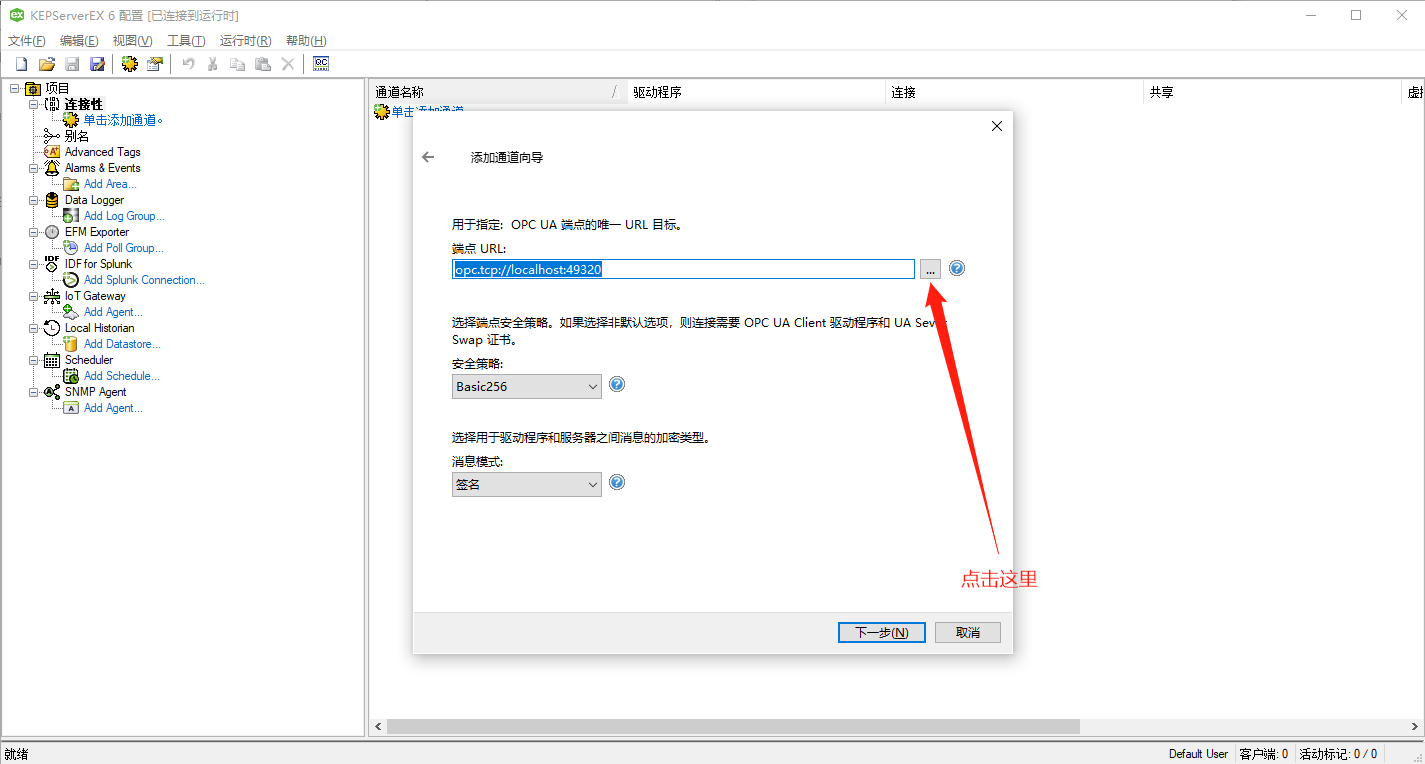 KEPServerEX 6 配置 [已连接到运行时]
文件(F) 编辑(E) 视图(V) 工具(T) 运行时(R) 帮助(H)
项目
连接性
单击添加通道。
别名
Advanced Tags
Alarms & Events
Add Area...
Data Logger
Add Log Group...
EFM Exporter
Add Poll Group...
IDF for Splunk
Add Splunk Connection...
IoT Gateway
Add Agent...
Local Historian
Add Datastore...
Scheduler
Add Schedule...
SNMP Agent
Add Agent...
通道名称 / 驱动程序 连接 共享 虚拟
单击添加通道
添加通道向导
用于指定: OPC UA 端点的唯一 URL 目标。
端点 URL:
opc.tcp://localhost:49320
...
选择端点安全策略。如果选择非默认选项，则连接需要 OPC UA Client 驱动程序和 UA Sever
Swap 证书。
安全策略:
Basic256
选择用于驱动程序和服务器之间消息的加密类型。
消息模式:
签名
点击这里
下一步(N) 取消
就绪
Default User 客户端: 0 活动标记: 0 / 0